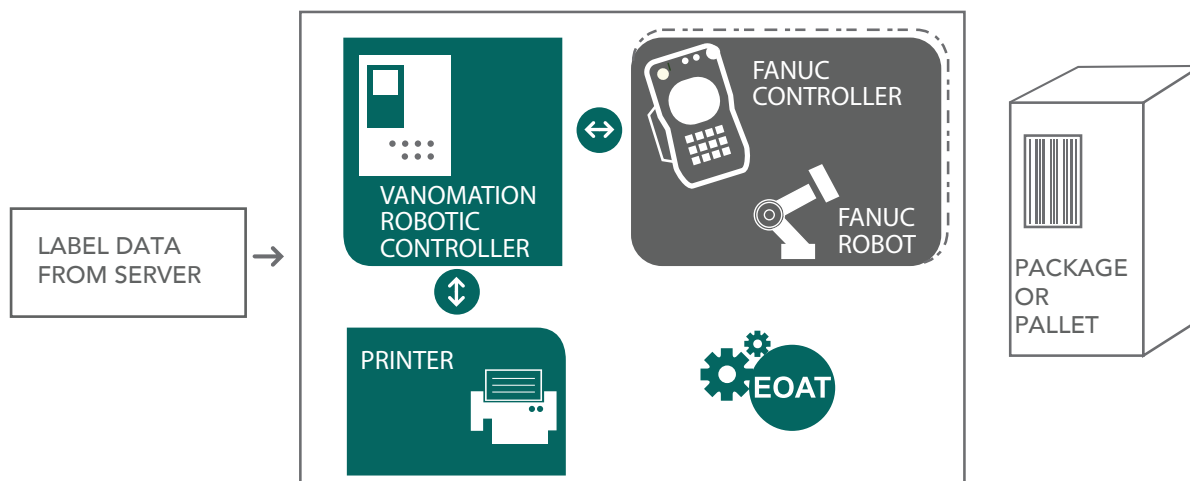 LABEL DATA
FROM SERVER
VANOMATION
ROBOTIC
CONTROLLER
FANUC
CONTROLLER
FANUC
ROBOT
PRINTER
EOAT
PACKAGE
OR
PALLET